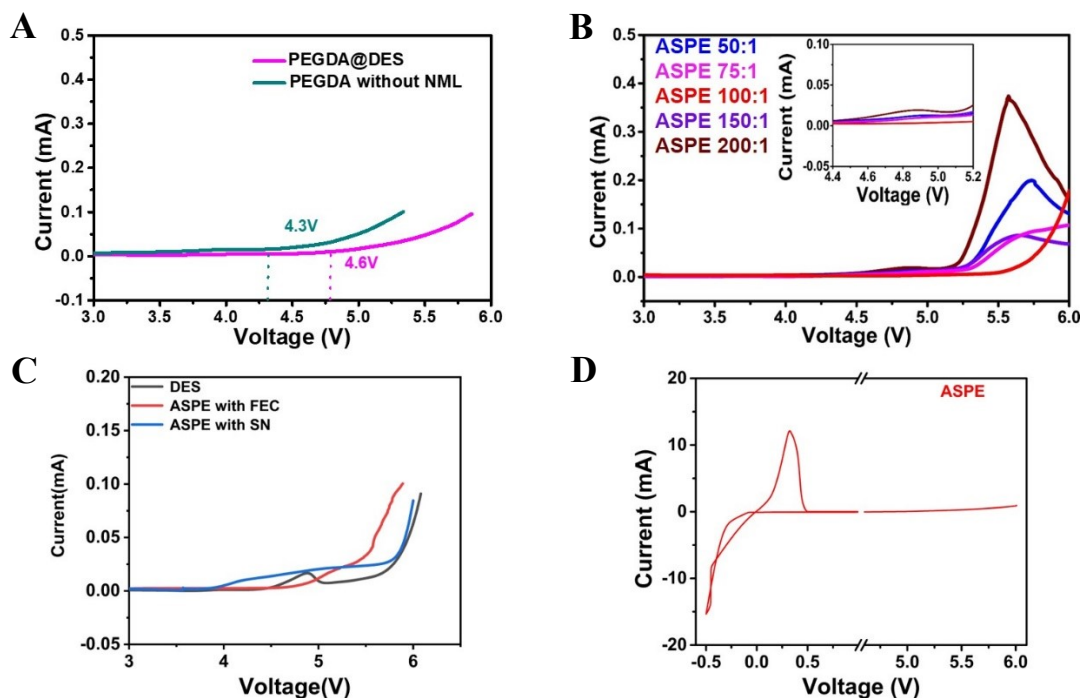 A
0.5
0.4
0.3
0.2
0.1
0.0
-0.1
Current (mA)
PEGDA@DES
PEGDA without NML
4.3V
4.6V
3.0 3.5 4.0 4.5 5.0 5.5 6.0
Voltage (V)
B
0.5
0.4
0.3
0.2
0.1
0.0
Current (mA)
ASPE 50:1
ASPE 75:1
ASPE 100:1
ASPE 150:1
ASPE 200:1
0.10
0.05
0.00
-0.05
Current (mA)
4.4 4.6 4.8 5.0 5.2
Voltage (V)
3.0 3.5 4.0 4.5 5.0 5.5 6.0
Voltage (V)
C
0.20
0.15
0.10
0.05
0.00
-0.05
Current(mA)
DES
ASPE with FEC
ASPE with SN
3 4 5 6
Voltage(V)
D
20
10
0
-10
-20
Current (mA)
ASPE
-0.5 0.0 0.5 5.0 5.5 6.0
Voltage(V)